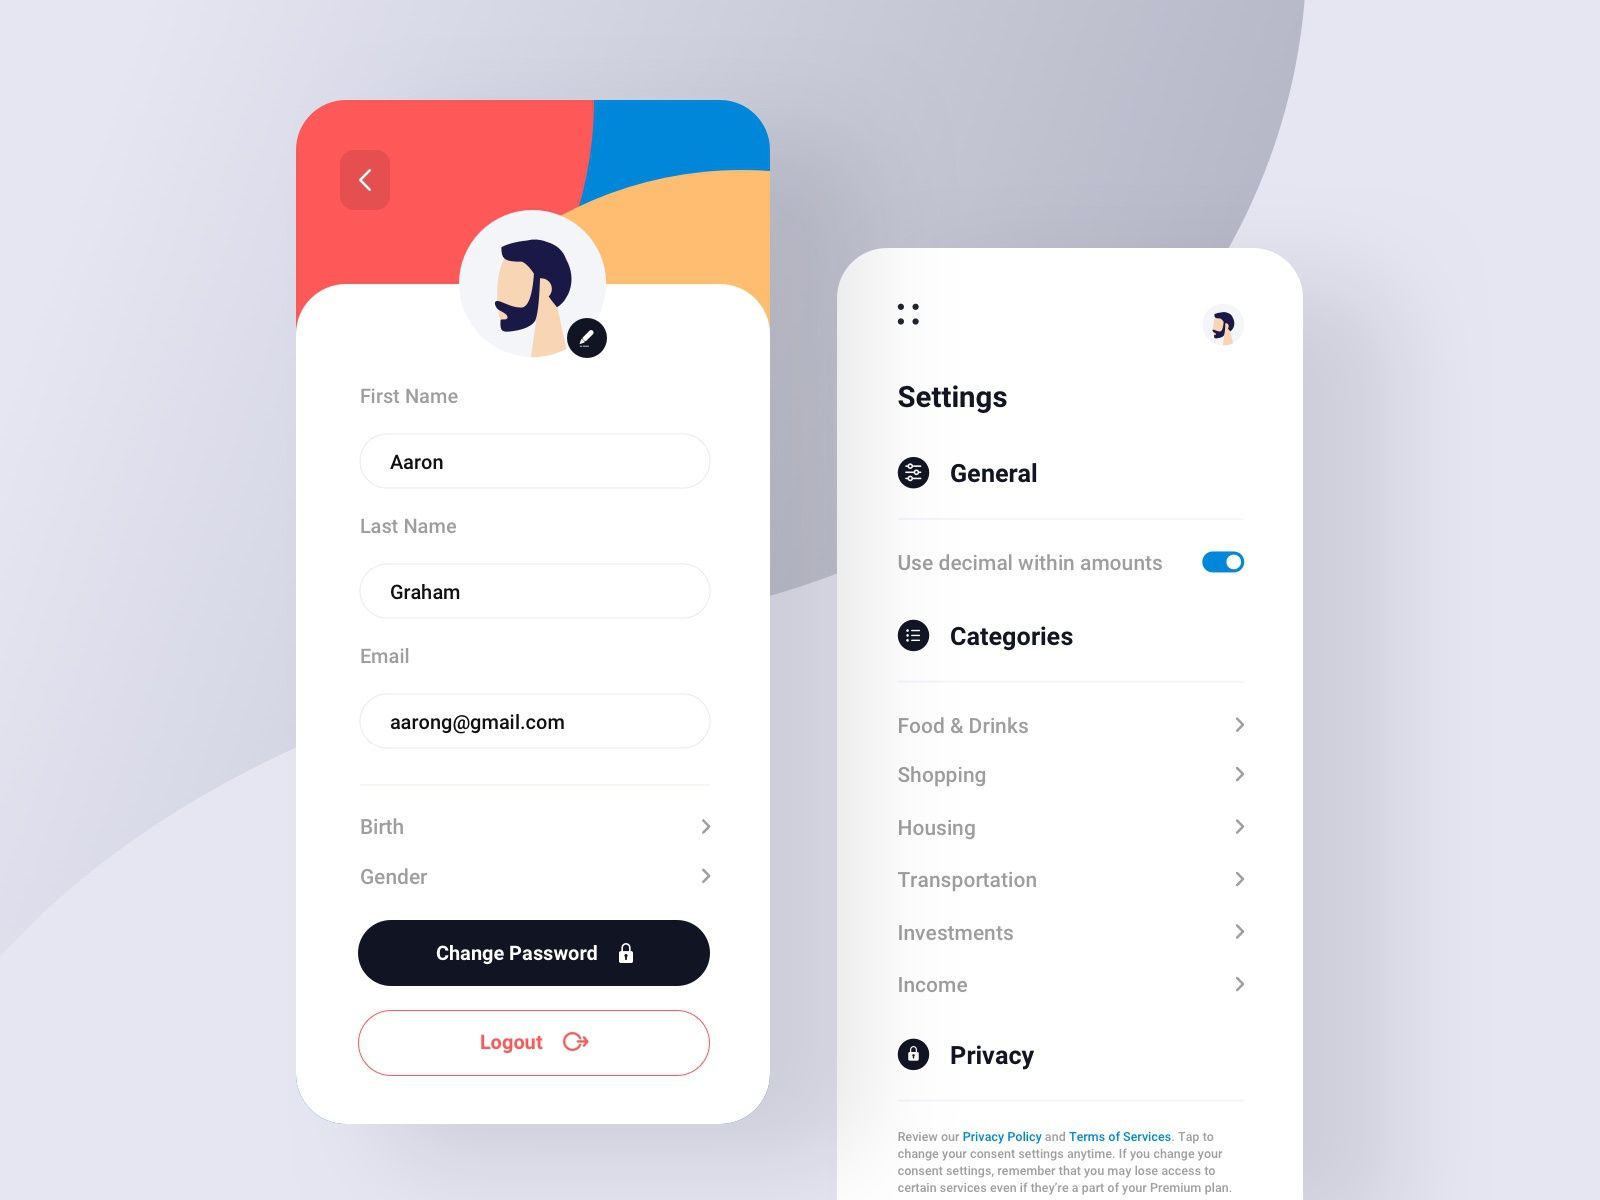 First Name
Aaron
Last Name
Graham
Email
aarong@gmail.com
Birth
Gender
Change Password
Logout
Settings
General
Use decimal within amounts
Categories
Food & Drinks
Shopping
Housing
Transportation
Investments
Income
Privacy
Review our Privacy Policy and Terms of Services. Tap to
change your consent settings anytime. If you change your
consent settings, remember that you may lose access to
certain services even if they're a part of your Premium plan.